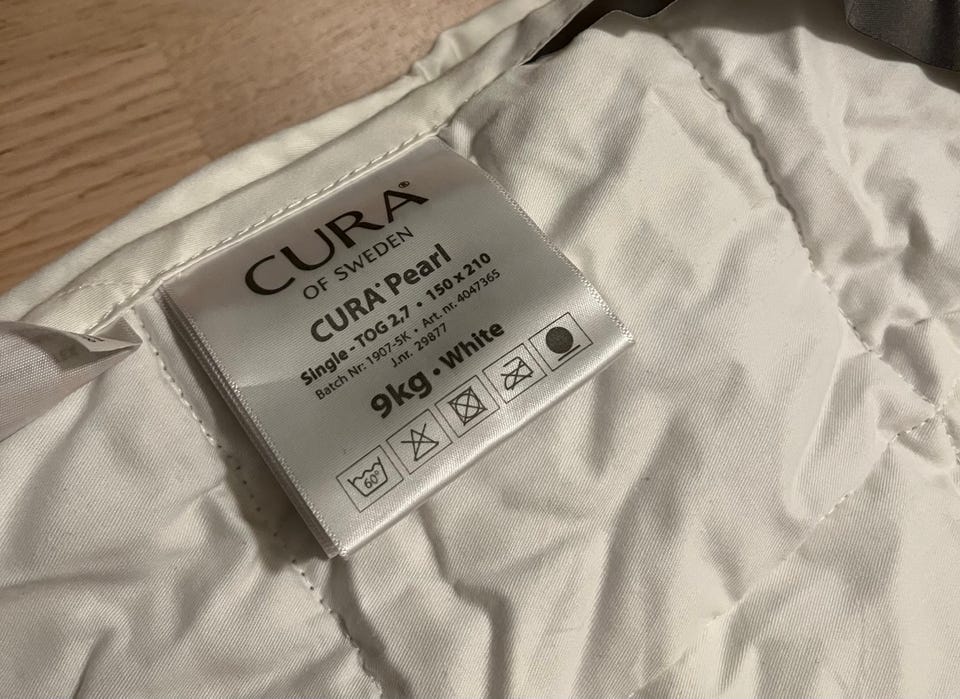 CURA®
OF SWEDEN
CURA® Pearl
Single - TOG 2,7 • 150 x 210
Batch Nr: 1907-5K • Art. nr. 4047365
J.nr. 29877
9kg • White
60°